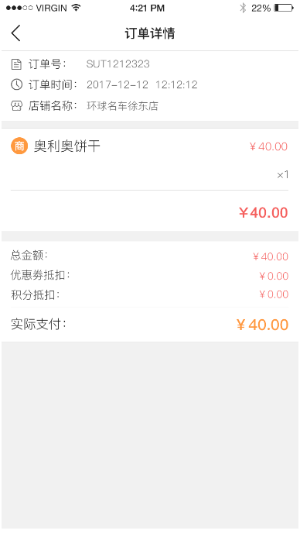 VIRGIN 4:21 PM 22%
订单详情
订单号： SUT1212323
订单时间： 2017-12-12 12:12:12
店铺名称： 环球名车徐东店
商 奥利奥饼干 ￥40.00
×1
￥40.00
总金额： ￥40.00
优惠券抵扣： ￥0.00
积分抵扣： ￥0.00
实际支付： ￥40.00